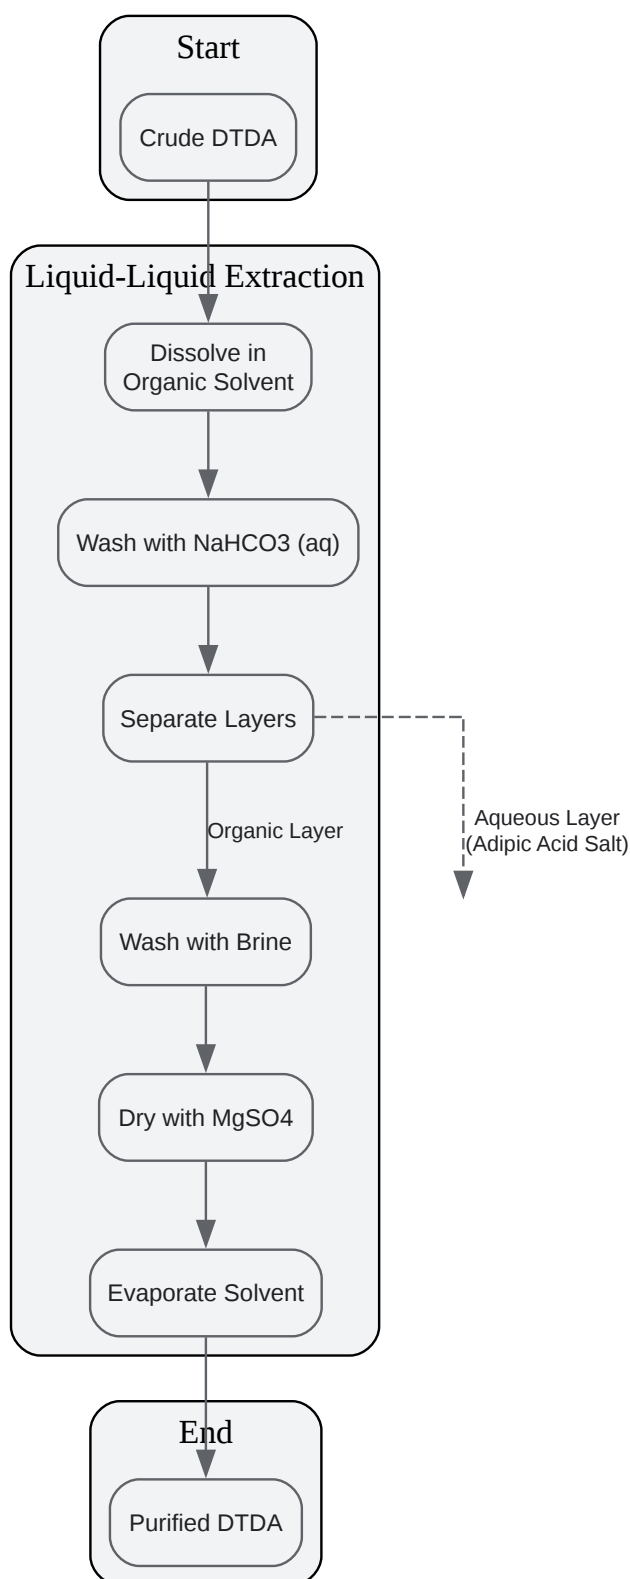 Start
Crude DTDA
Liquid-Liquid Extraction
Dissolve in
Organic Solvent
Wash with NaHCO3 (aq)
Separate Layers
Organic Layer
Aqueous Layer
(Adipic Acid Salt)
Wash with Brine
Dry with MgSO4
Evaporate Solvent
End
Purified DTDA